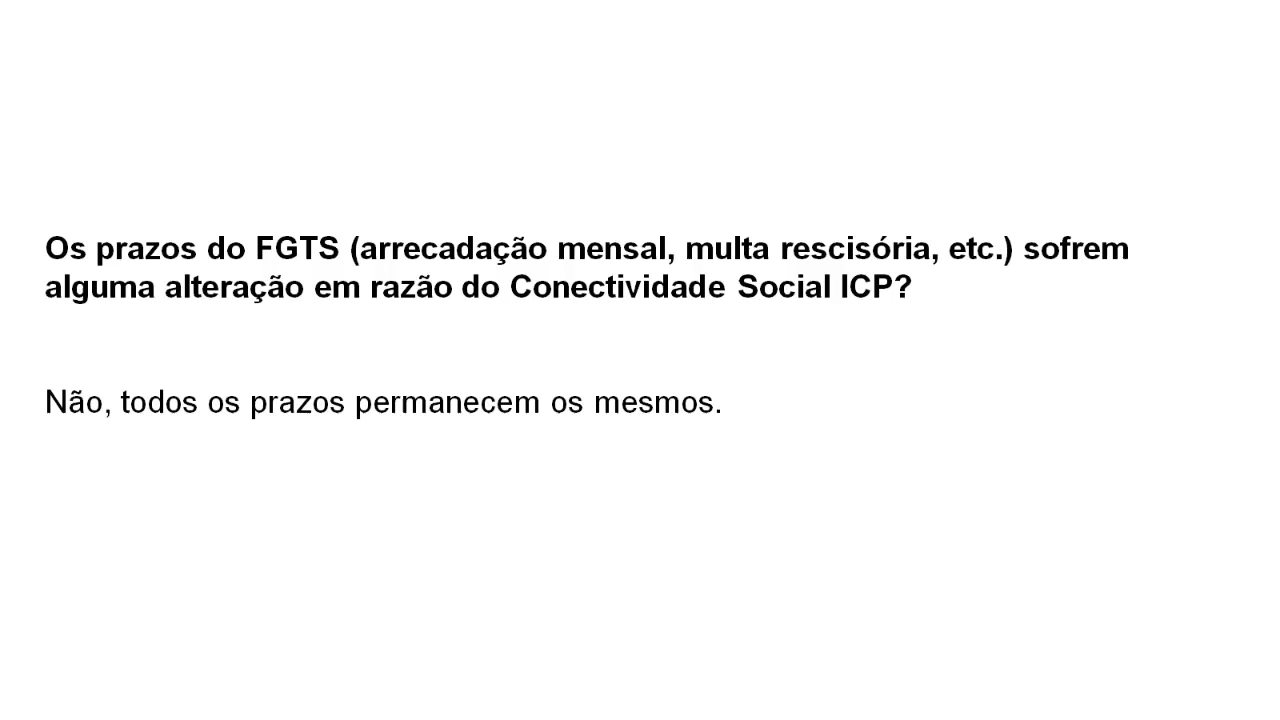 Os prazos do FGTS (arrecadação mensal, multa rescisória, etc.) sofrem
alguma alteração em razão do Conectividade Social ICP?
Não, todos os prazos permanecem os mesmos.